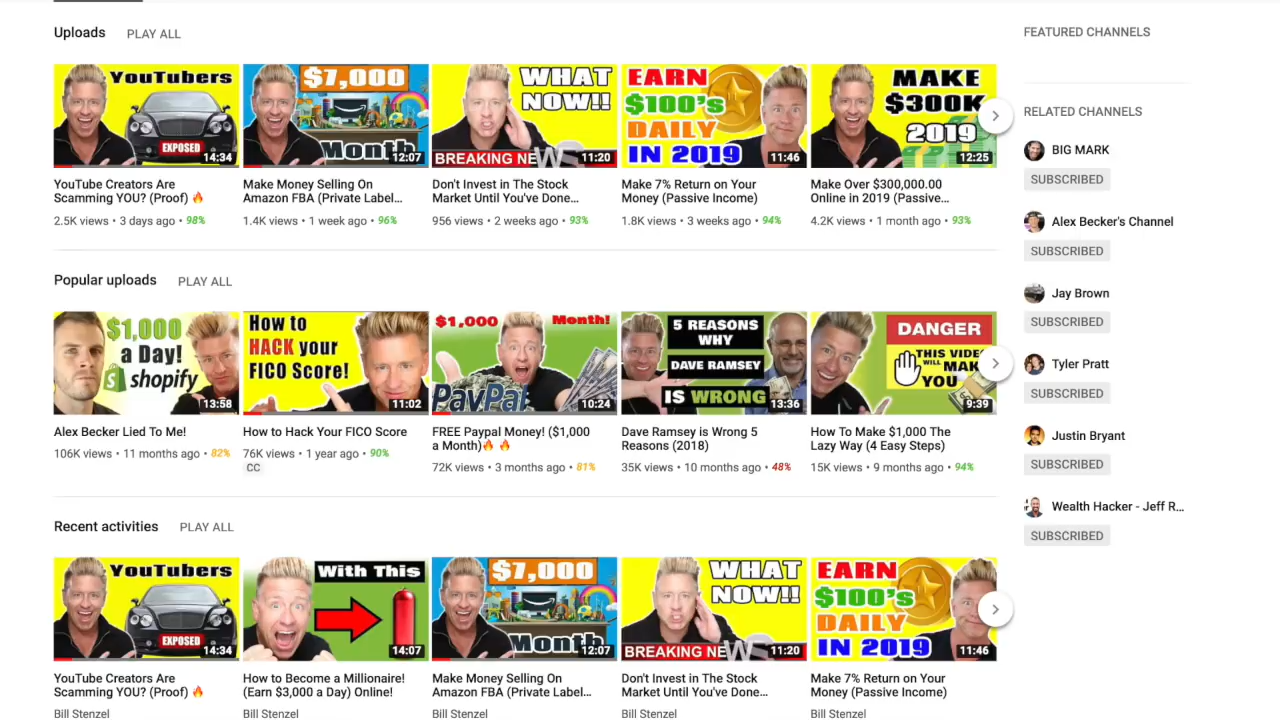 Uploads PLAY ALL
YouTubers
EXPOSED
14:34
$7,000
Month
12:07
WHAT
NOW!!
BREAKING NE
11:20
EARN
$100's
DAILY
IN 2019
11:46
MAKE
$300K
2019
12:25
YouTube Creators Are
Scamming YOU? (Proof) 🔥
2.5K views • 3 days ago • 98%
Make Money Selling On
Amazon FBA (Private Label...
1.4K views • 1 week ago • 96%
Don't Invest in The Stock
Market Until You've Done...
956 views • 2 weeks ago • 93%
Make 7% Return on Your
Money (Passive Income)
1.8K views • 3 weeks ago • 94%
Make Over $300,000.00
Online in 2019 (Passive...
4.2K views • 1 month ago • 93%
Popular uploads PLAY ALL
$1,000
a Day!
shopify
13:58
How to
HACK your
FICO Score!
11:02
$1,000 Month!
PayPal
10:24
5 REASONS
WHY
DAVE RAMSEY
IS WRONG
13:36
DANGER
THIS VIDE
WILL MAK
YOU
9:39
Alex Becker Lied To Me!
106K views • 11 months ago • 82%
How to Hack Your FICO Score
76K views • 1 year ago • 90%
CC
FREE Paypal Money! ($1,000
a Month)🔥 🔥
72K views • 3 months ago • 81%
Dave Ramsey is Wrong 5
Reasons (2018)
35K views • 10 months ago • 48%
How To Make $1,000 The
Lazy Way (4 Easy Steps)
15K views • 9 months ago • 94%
Recent activities PLAY ALL
YouTubers
EXPOSED
14:34
With This
14:07
$7,000
Month
12:07
WHAT
NOW!!
BREAKING NE
11:20
EARN
$100's
DAILY
IN 2019
11:46
YouTube Creators Are
Scamming YOU? (Proof) 🔥
Bill Stenzel
How to Become a Millionaire!
(Earn $3,000 a Day) Online!
Bill Stenzel
Make Money Selling On
Amazon FBA (Private Label...
Bill Stenzel
Don't Invest in The Stock
Market Until You've Done...
Bill Stenzel
Make 7% Return on Your
Money (Passive Income)
Bill Stenzel
FEATURED CHANNELS
RELATED CHANNELS
BIG MARK
SUBSCRIBED
Alex Becker's Channel
SUBSCRIBED
Jay Brown
SUBSCRIBED
Tyler Pratt
SUBSCRIBED
Justin Bryant
SUBSCRIBED
Wealth Hacker - Jeff R...
SUBSCRIBED